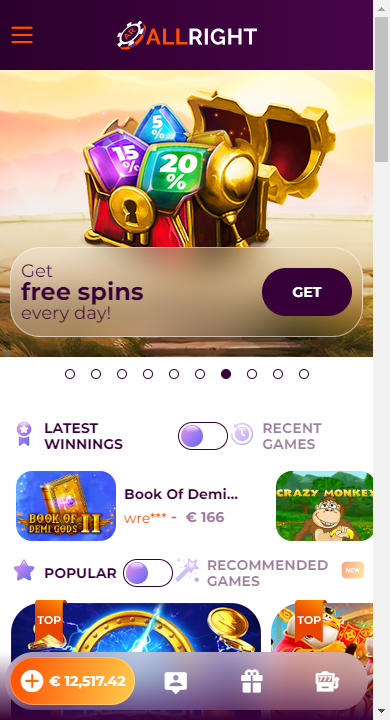 ALLRIGHT
5%
15%
20%
Get
free spins
every day!
GET
LATEST
WINNINGS
RECENT
GAMES
BOOK OF
DEMI GODS II
Book Of Demi...
wre*** - € 166
CRAZY MONKEY
POPULAR
RECOMMENDED
GAMES
NEW
TOP
TOP
€ 12,517.42
777